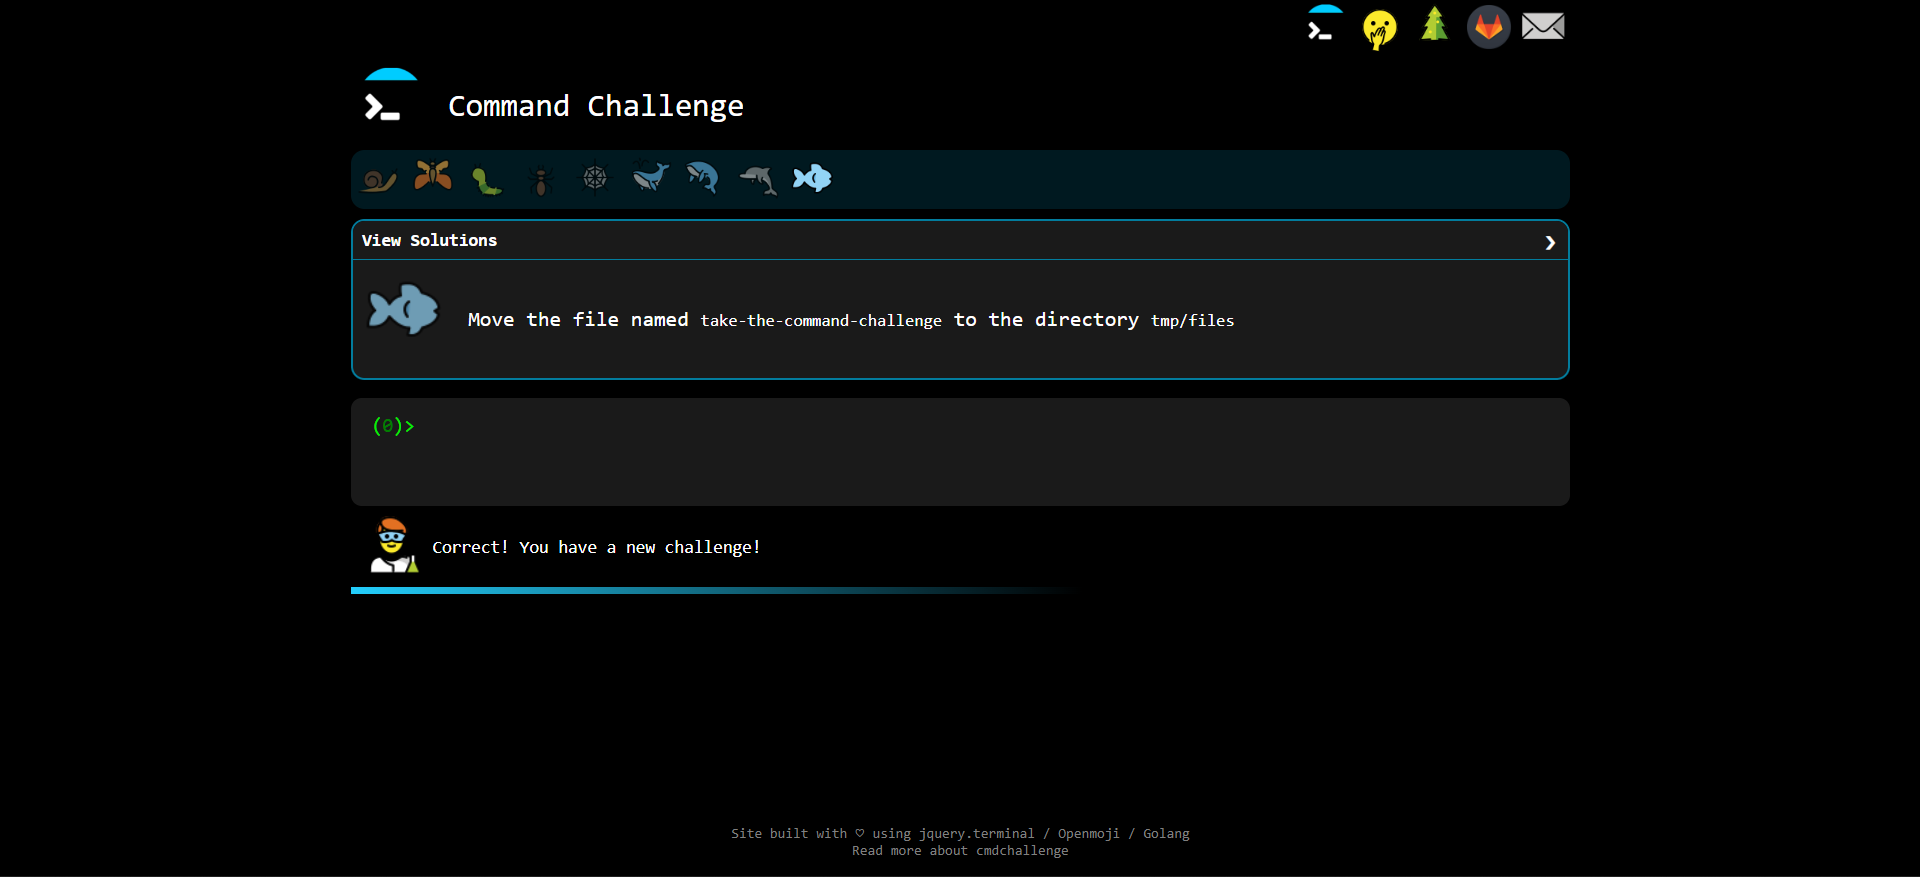 Command Challenge
View Solutions ❯
Move the file named take-the-command-challenge to the directory tmp/files
(0)>
Correct! You have a new challenge!
Site built with ♡ using jquery.terminal / Openmoji / Golang
Read more about cmdchallenge